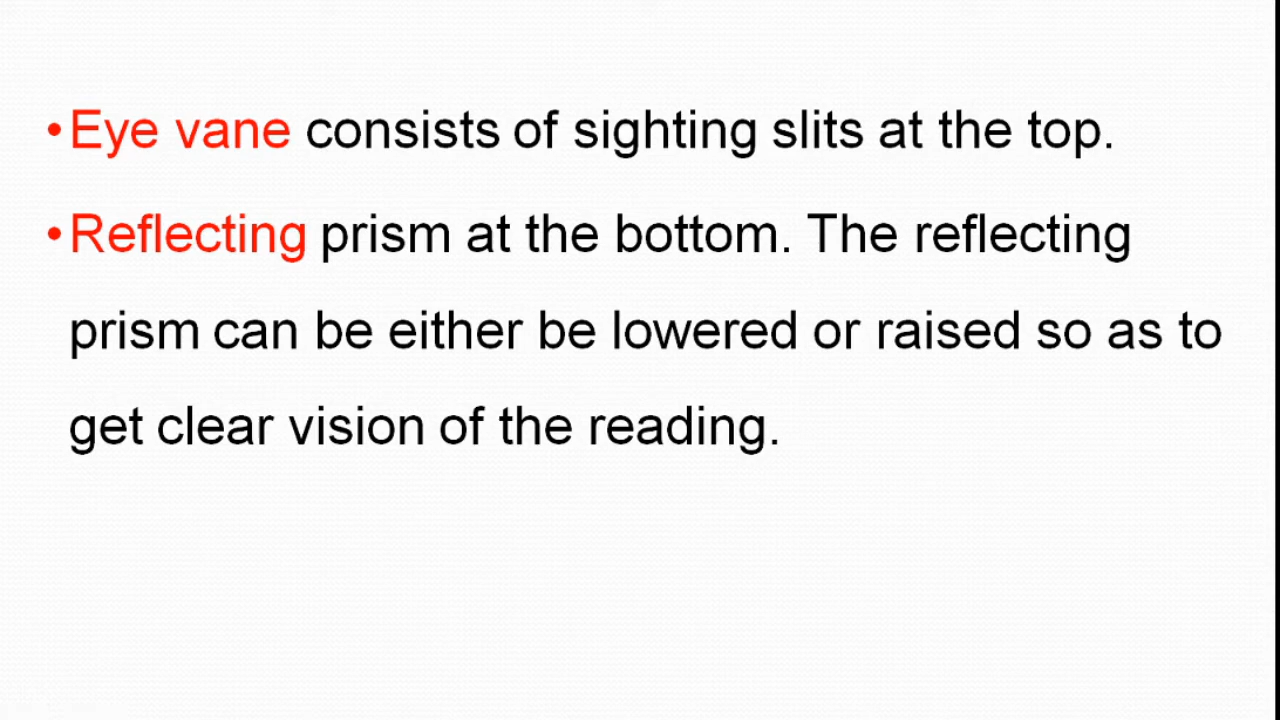 •Eye vane consists of sighting slits at the top.
•Reflecting prism at the bottom. The reflecting
prism can be either be lowered or raised so as to
get clear vision of the reading.